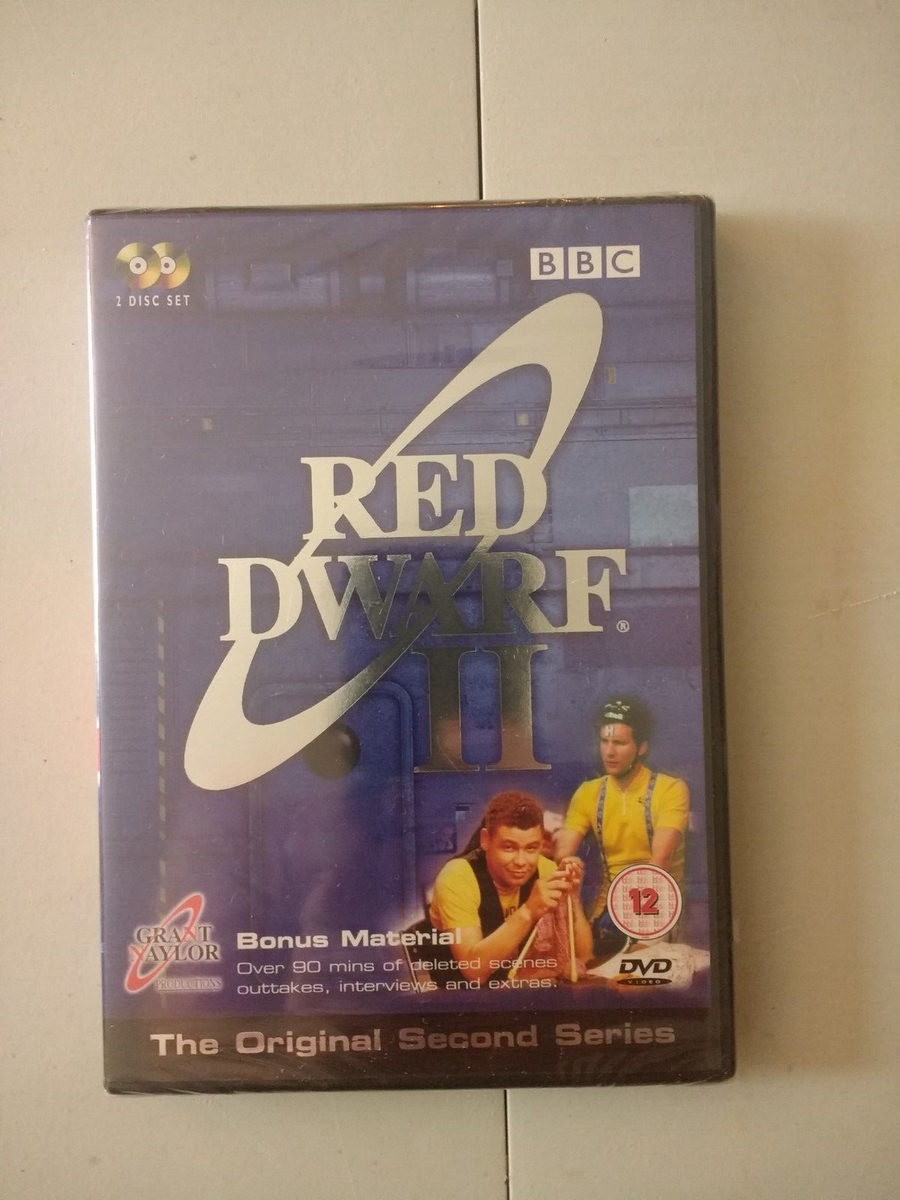 2 DISC SET
BBC
RED
DWARF®
II
H
12
GRANT
NAYLOR
PRODUCTIONS
Bonus Material
Over 90 mins of deleted scenes
outtakes, interviews and extras.
DVD
VIDEO
The Original Second Series